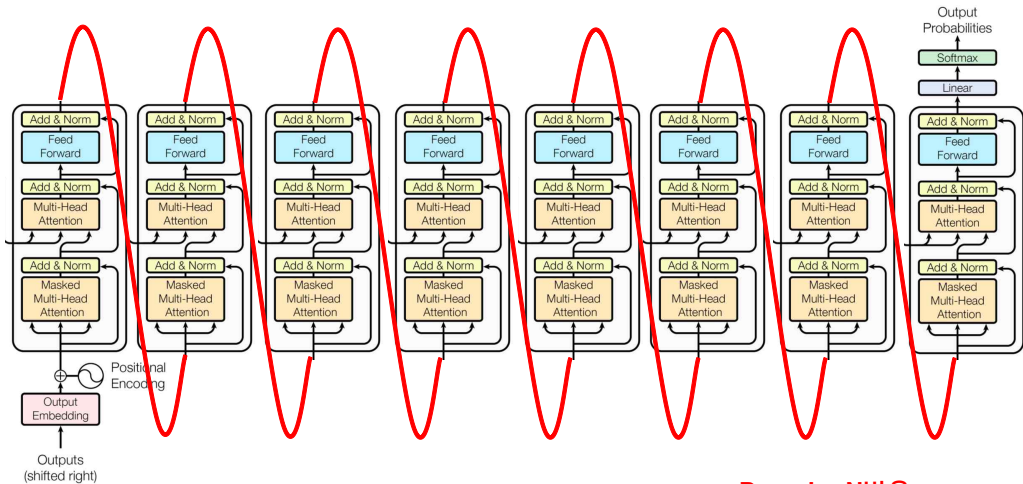 Output
Probabilities
Softmax
Linear
Add & Norm
Feed
Forward
Add & Norm
Multi-Head
Attention
Add & Norm
Masked
Multi-Head
Attention
Add & Norm
Feed
Forward
Add & Norm
Multi-Head
Attention
Add & Norm
Masked
Multi-Head
Attention
Add & Norm
Feed
Forward
Add & Norm
Multi-Head
Attention
Add & Norm
Masked
Multi-Head
Attention
Add & Norm
Feed
Forward
Add & Norm
Multi-Head
Attention
Add & Norm
Masked
Multi-Head
Attention
Add & Norm
Feed
Forward
Add & Norm
Multi-Head
Attention
Add & Norm
Masked
Multi-Head
Attention
Add & Norm
Feed
Forward
Add & Norm
Multi-Head
Attention
Add & Norm
Masked
Multi-Head
Attention
Add & Norm
Feed
Forward
Add & Norm
Multi-Head
Attention
Add & Norm
Masked
Multi-Head
Attention
Add & Norm
Feed
Forward
Add & Norm
Multi-Head
Attention
Add & Norm
Masked
Multi-Head
Attention
Positional
Encoding
Output
Embedding
Outputs
(shifted right)